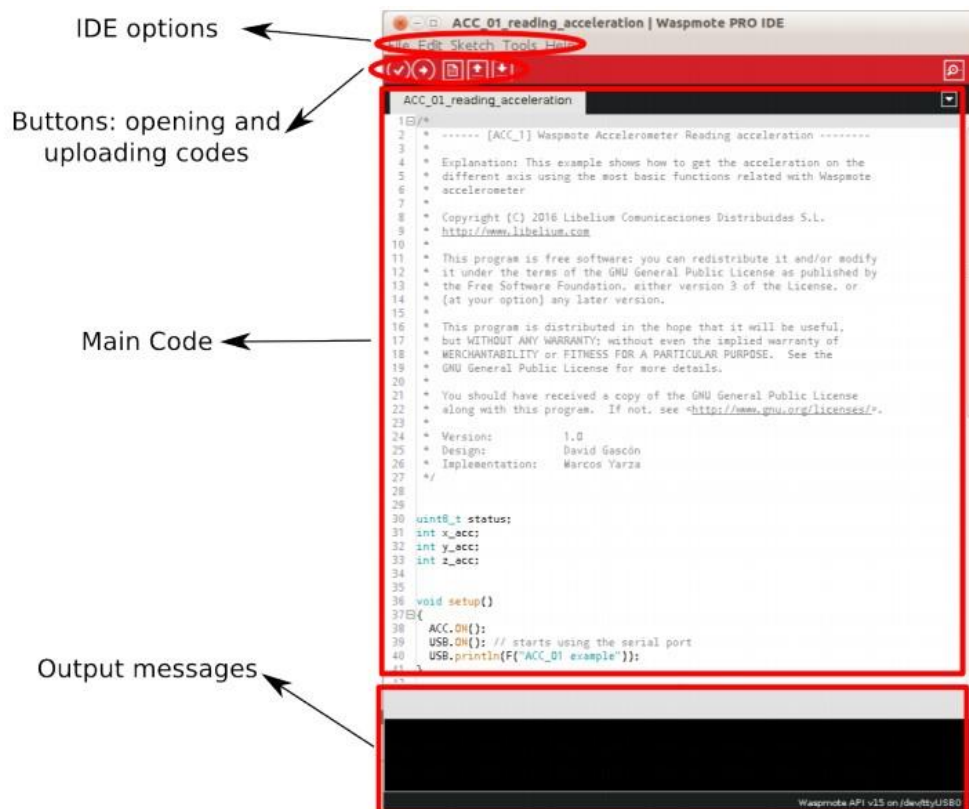 IDE options
Buttons: opening and
uploading codes
Main Code
Output messages
ACC_01_reading_acceleration | Waspmote PRO IDE
File Edit Sketch Tools Help
ACC_01_reading_acceleration
1 /*
2 * ------ [ACC_1] Waspmote Accelerometer Reading acceleration --------
3 *
4 * Explanation: This example shows how to get the acceleration on the
5 * different axis using the most basic functions related with Waspmote
6 * accelerometer
7 *
8 * Copyright (C) 2016 Libelium Comunicaciones Distribuidas S.L.
9 * http://www.libelium.com
10 *
11 * This program is free software: you can redistribute it and/or modify
12 * it under the terms of the GNU General Public License as published by
13 * the Free Software Foundation, either version 3 of the License, or
14 * (at your option) any later version.
15 *
16 * This program is distributed in the hope that it will be useful,
17 * but WITHOUT ANY WARRANTY; without even the implied warranty of
18 * MERCHANTABILITY or FITNESS FOR A PARTICULAR PURPOSE. See the
19 * GNU General Public License for more details.
20 *
21 * You should have received a copy of the GNU General Public License
22 * along with this program. If not, see <http://www.gnu.org/licenses/>.
23 *
24 * Version: 1.0
25 * Design: David Gascón
26 * Implementation: Marcos Yarza
27 */
28
29
30 uint8_t status;
31 int x_acc;
32 int y_acc;
33 int z_acc;
34
35
36 void setup()
37 {
38 ACC.ON();
39 USB.ON(); // starts using the serial port
40 USB.println(F("ACC_01 example"));
41 }
Waspmote API v15 on /dev/ttyUSB0